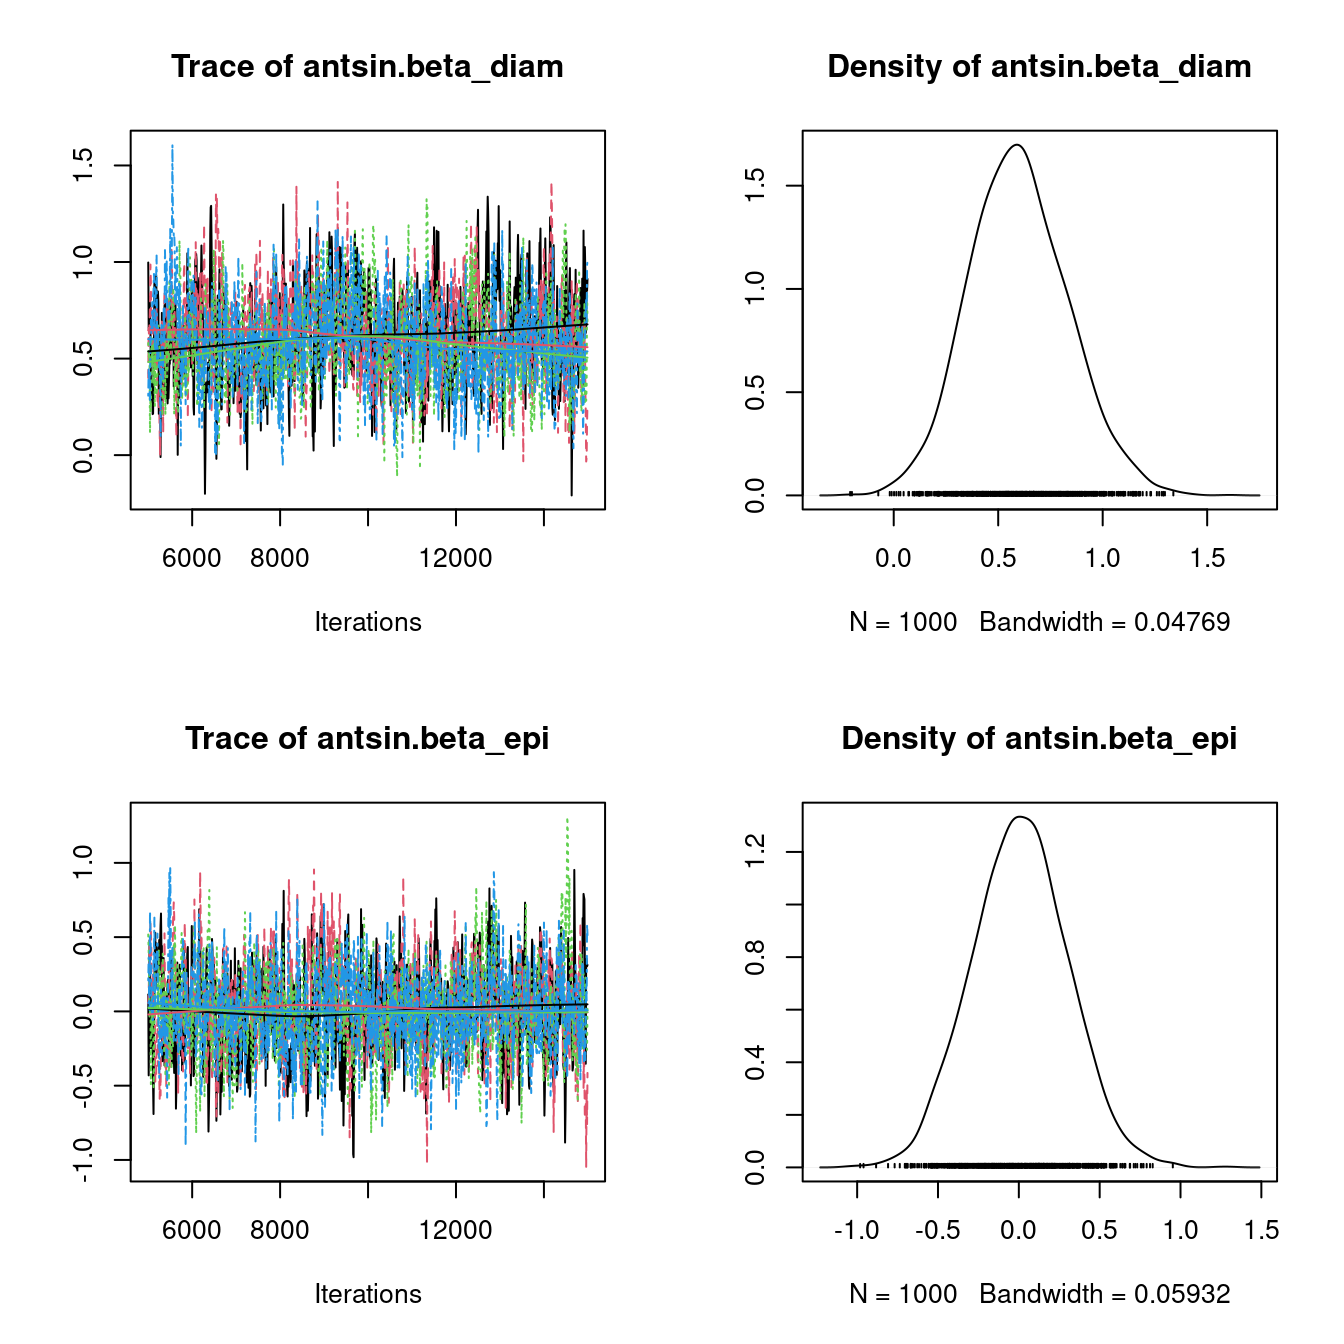 Trace of antsin.beta_diam
0.0 0.5 1.0 1.5
6000 8000 12000
Iterations
Density of antsin.beta_diam
0.0 0.5 1.0 1.5
0.0 0.5 1.0 1.5
N = 1000 Bandwidth = 0.04769
Trace of antsin.beta_epi
-1.0 -0.5 0.0 0.5 1.0
6000 8000 12000
Iterations
Density of antsin.beta_epi
0.0 0.4 0.8 1.2
-1.0 -0.5 0.0 0.5 1.0 1.5
N = 1000 Bandwidth = 0.05932